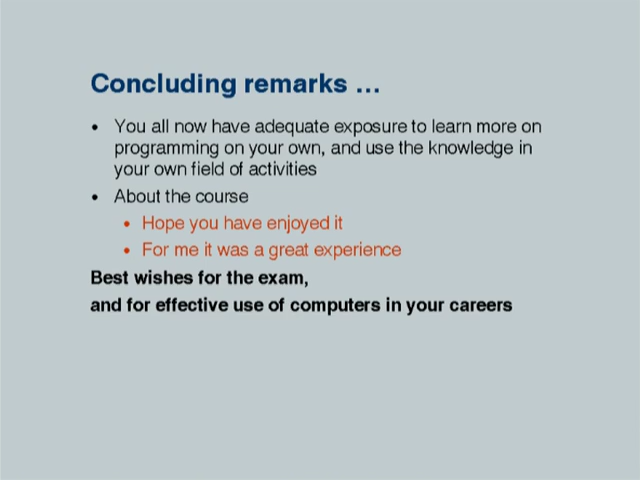 Concluding remarks ...
• You all now have adequate exposure to learn more on
programming on your own, and use the knowledge in
your own field of activities
• About the course
• Hope you have enjoyed it
• For me it was a great experience
Best wishes for the exam,
and for effective use of computers in your careers